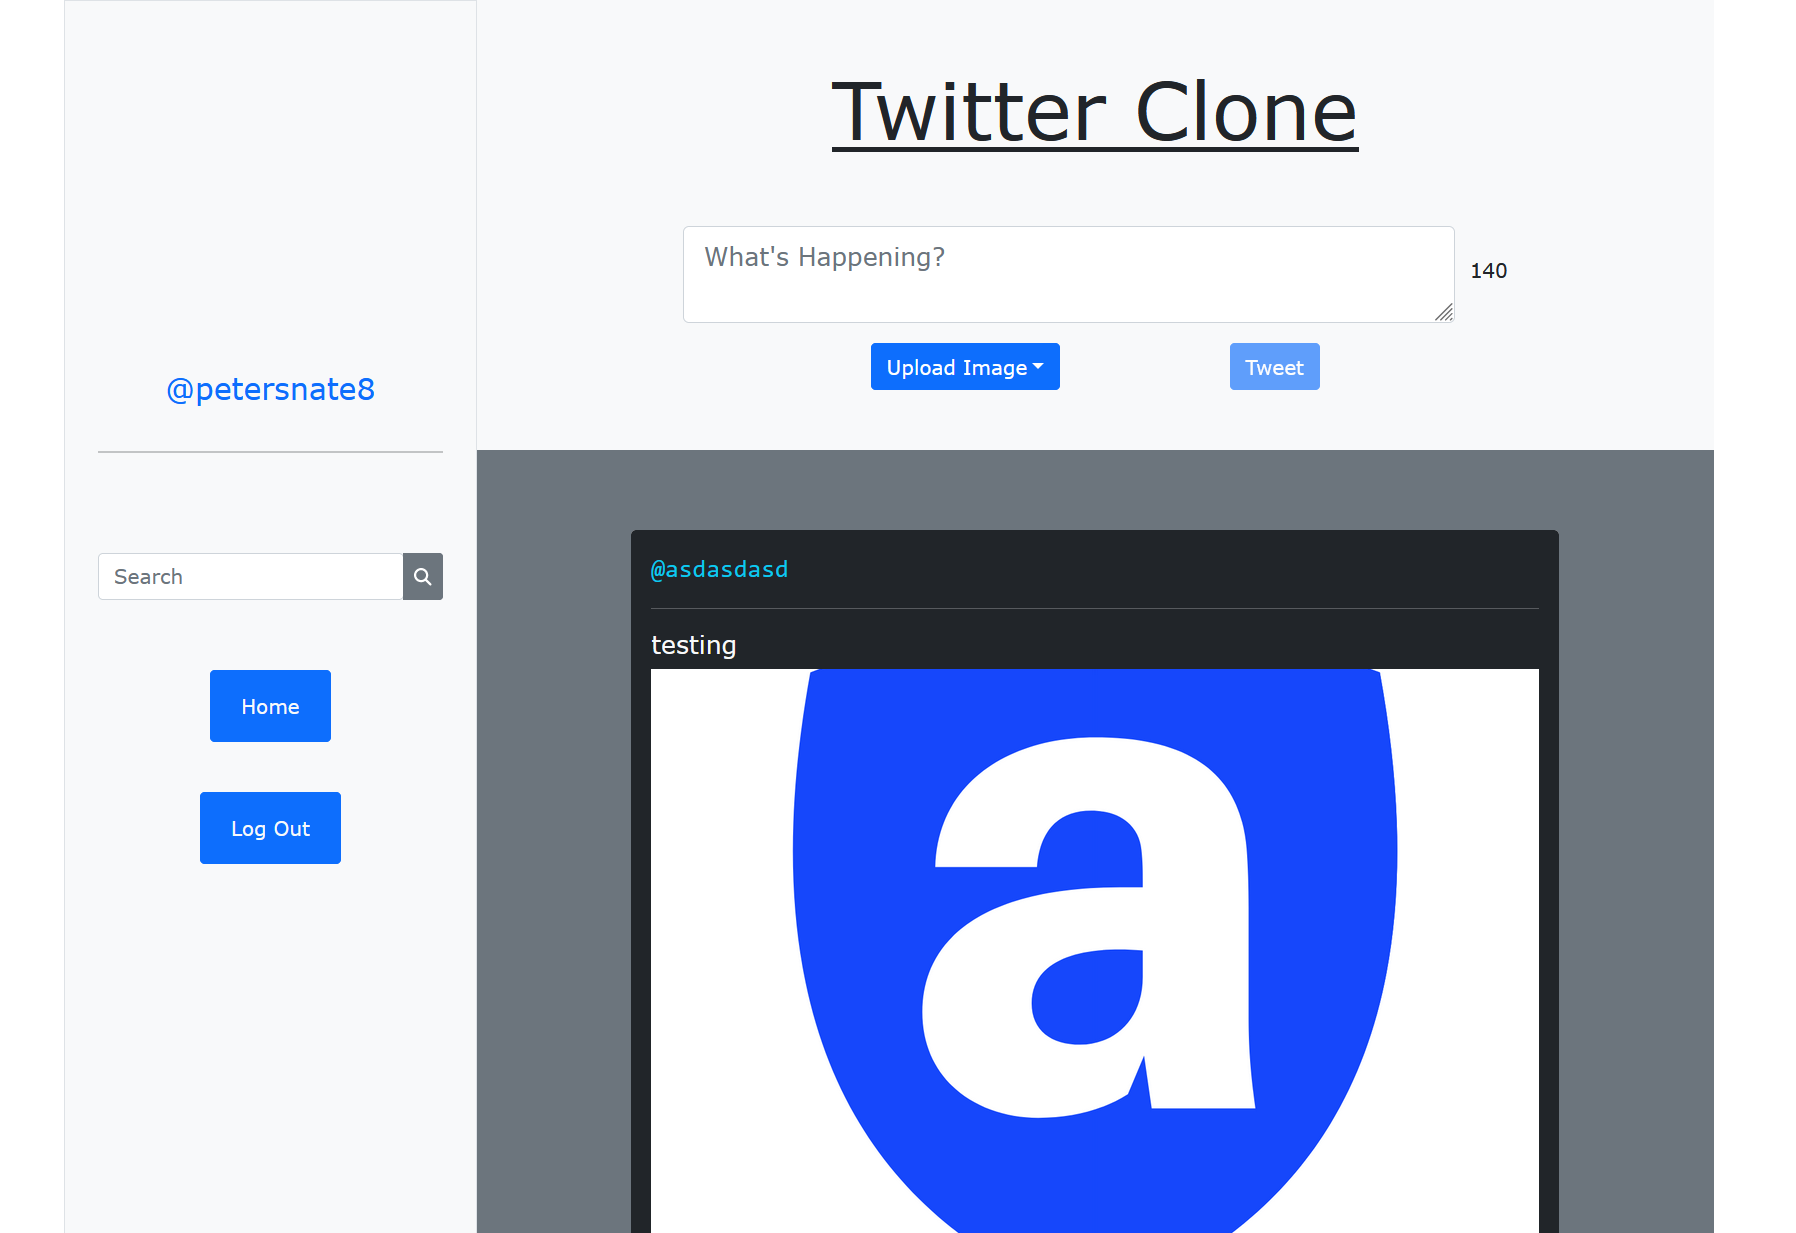 @petersnate8
Search
Home
Log Out
Twitter Clone
What's Happening?
140
Upload Image
Tweet
@asdasdasd
testing
a